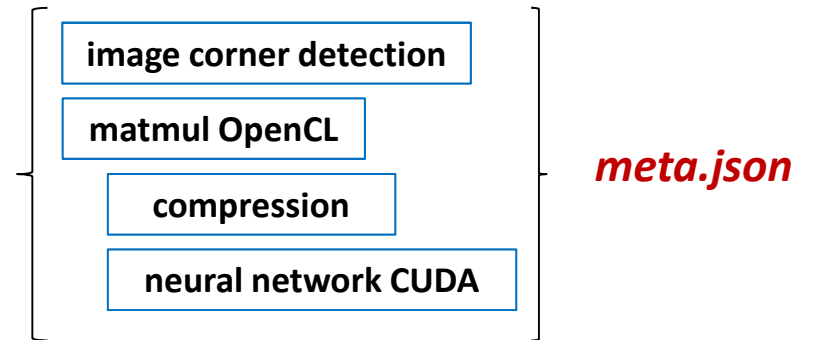 image corner detection
matmul OpenCL
compression
neural network CUDA
meta.json